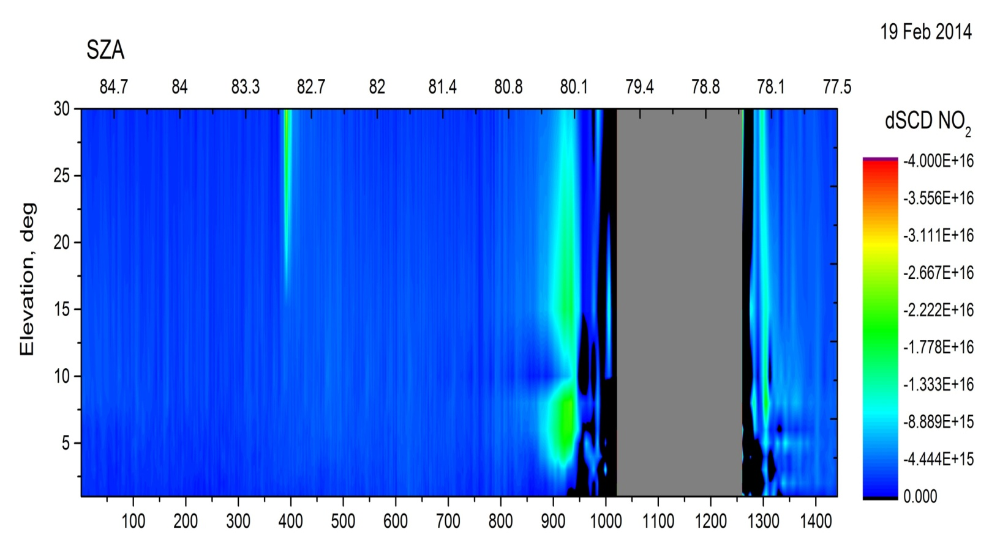 19 Feb 2014
SZA
84.7 84 83.3 82.7 82 81.4 80.8 80.1 79.4 78.8 78.1 77.5
dSCD NO2
-4.000E+16
-3.556E+16
-3.111E+16
-2.667E+16
-2.222E+16
-1.778E+16
-1.333E+16
-8.889E+15
-4.444E+15
0.000
Elevation, deg
30
25
20
15
10
5
100 200 300 400 500 600 700 800 900 1000 1100 1200 1300 1400